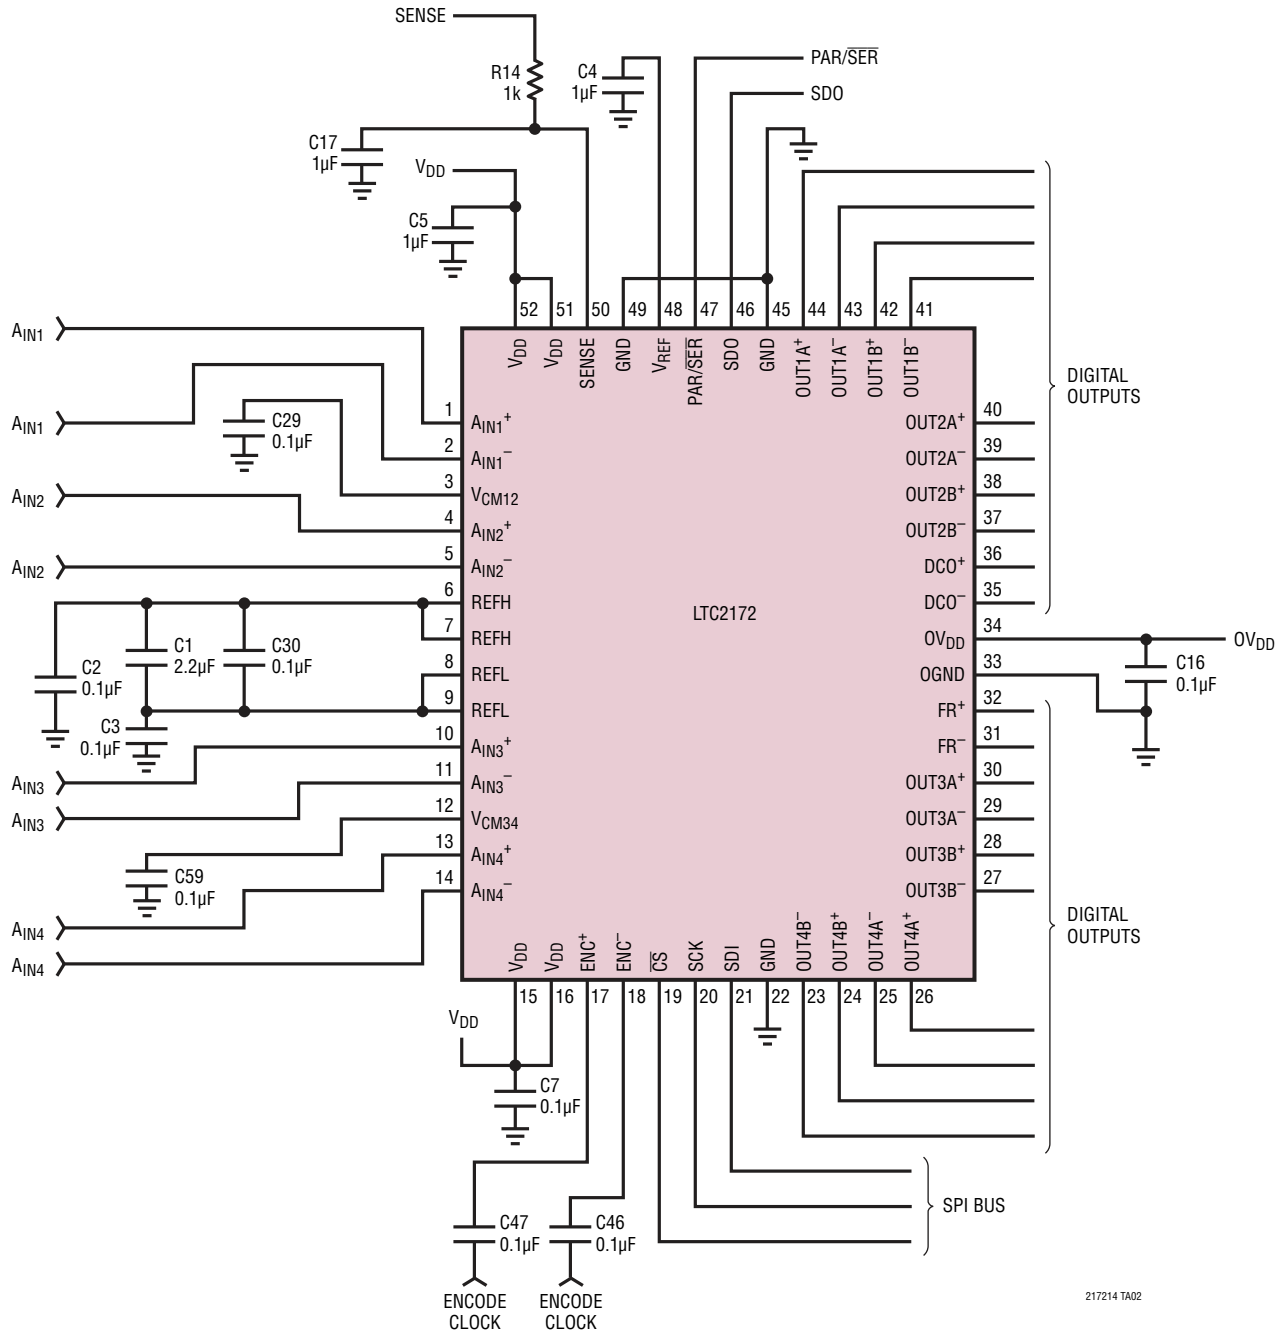 SENSE
R14
1k
C4
1µF
PAR/SER
SDO
C17
1µF
VDD
C5
1µF
52
51
50
49
48
47
46
45
44
43
42
41
VDD
VDD
SENSE
GND
VREF
PAR/SER
SDO
GND
OUT1A+
OUT1A–
OUT1B+
OUT1B–
DIGITAL
OUTPUTS
AIN1
AIN1
C29
0.1µF
AIN2
AIN2
1
AIN1+
2
AIN1–
3
VCM12
4
AIN2+
5
AIN2–
6
REFH
7
REFH
8
REFL
9
REFL
10
AIN3+
11
AIN3–
12
VCM34
13
AIN4+
14
AIN4–
C1
2.2µF
C30
0.1µF
C2
0.1µF
C3
0.1µF
AIN3
AIN3
C59
0.1µF
AIN4
AIN4
LTC2172
40
OUT2A+
39
OUT2A–
38
OUT2B+
37
OUT2B–
36
DCO+
35
DCO–
34
OVDD
33
OGND
32
FR+
31
FR–
30
OUT3A+
29
OUT3A–
28
OUT3B+
27
OUT3B–
OVDD
C16
0.1µF
DIGITAL
OUTPUTS
VDD
VDD
ENC+
ENC–
CS
SCK
SDI
GND
OUT4B–
OUT4B+
OUT4A–
OUT4A+
15
16
17
18
19
20
21
22
23
24
25
26
VDD
C7
0.1µF
SPI BUS
C47
0.1µF
C46
0.1µF
ENCODE
CLOCK
ENCODE
CLOCK
217214 TA02